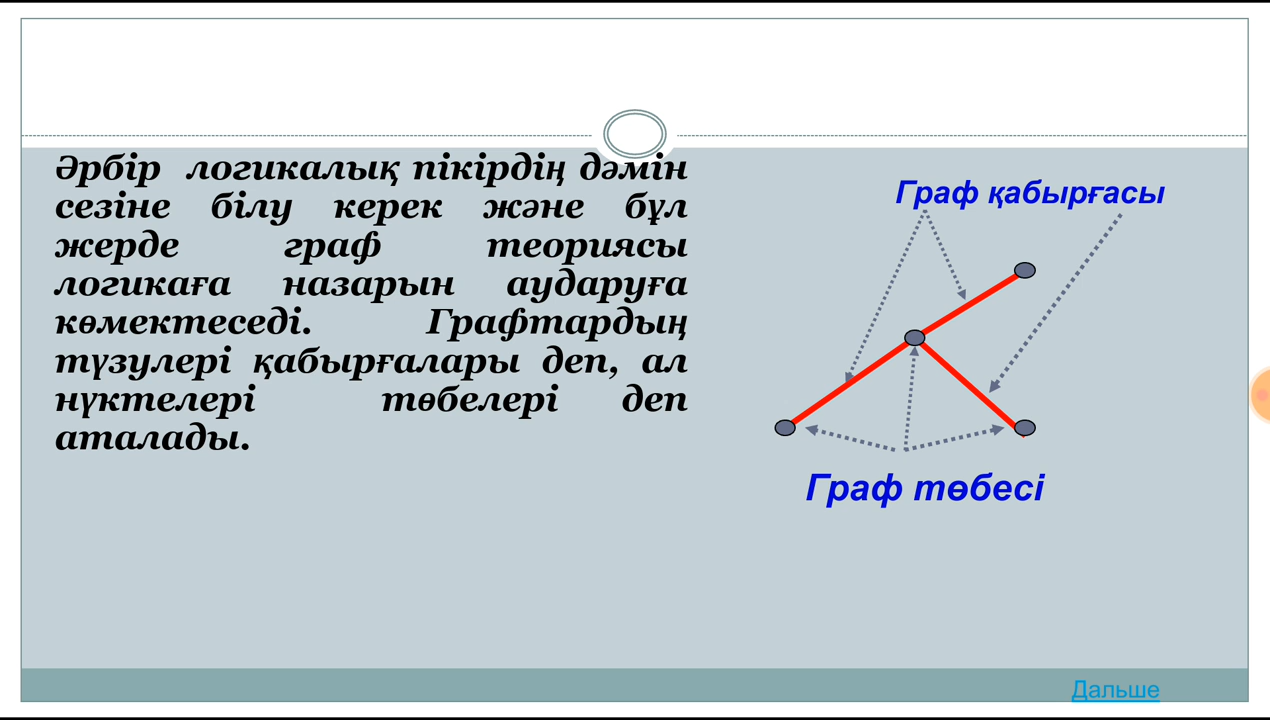 Әрбір логикалық пікірдің дәмін
сезіне білу керек және бұл
жерде граф теориясы
логикаға назарын аударуға
көмектеседі. Графтардың
түзулері қабырғалары деп, ал
нүктелері төбелері деп
аталады.
Граф қабырғасы
Граф төбесі
Дальше